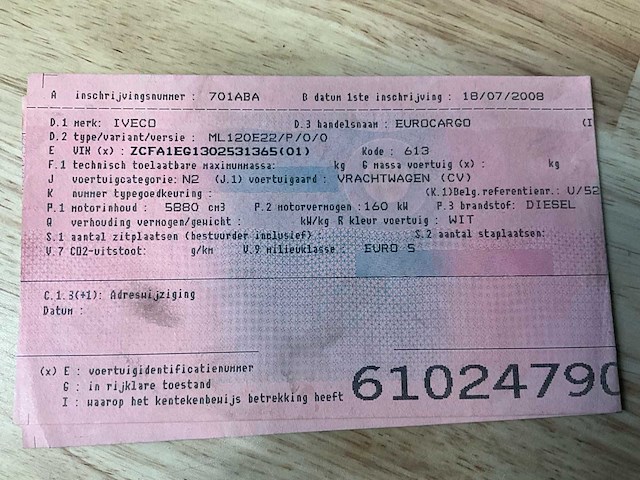 A inschrijvingsnummer : 701ABA B datum 1ste inschrijving : 18/07/2008
D.1 merk: IVECO D.3 handelsnaam : EUROCARGO (I
D.2 type/variant/versie : ML120E22/P/0/0
E VIN (x) : ZCFA1EG1302531365(01) Kode : 613
F.1 technisch toelaatbare maximummassa: kg G massa voertuig (x) : kg
J voertuigcategorie: N2 (J.1) voertuigaard : VRACHTWAGEN (CV)
K nummer typegoedkeuring : (K.1)Belg.referentienr.: U/52
P.1 motorinhoud : 5880 cm3 P.2 motorvermogen :160 kW P.3 brandstof: DIESEL
Q verhouding vermogen/gewicht : kW/kg R kleur voertuig : WIT
S.1 aantal zitplaatsen (bestuurder inclusief) : S.2 aantal staplaatsen:
V.7 CO2-uitstoot: g/km V.9 milieuklasse : EURO 5
C.1.3(+1): Adreswijziging
Datum :
(x) E : voertuigidentificatienummer
G : in rijklare toestand
I : waarop het kentekenbewijs betrekking heeft
61024790